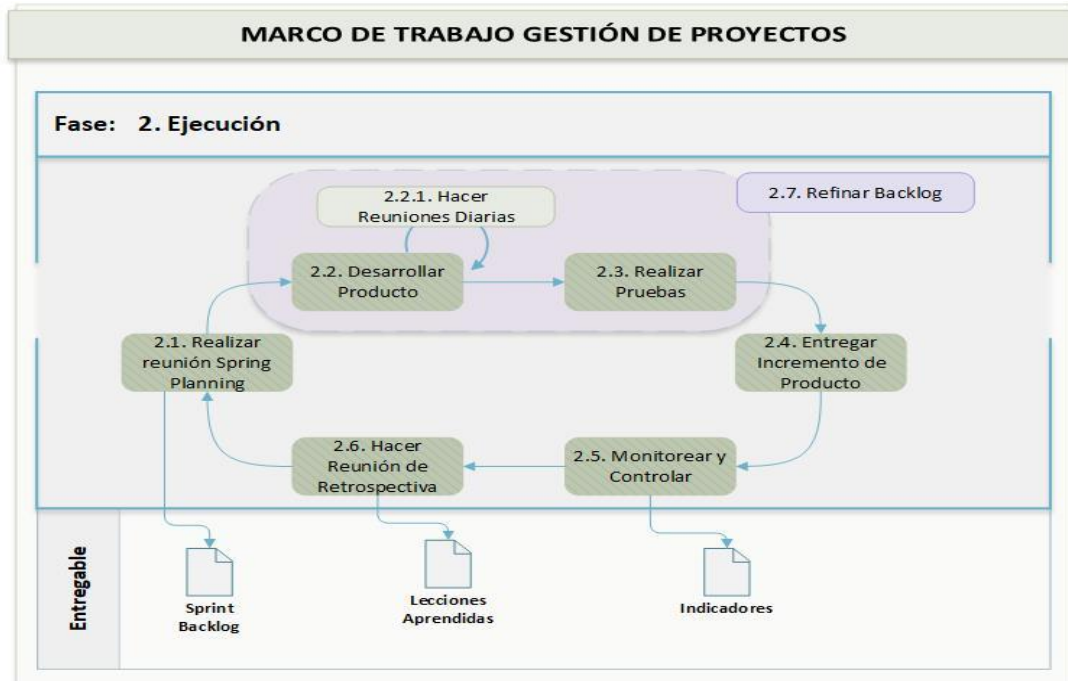 MARCO DE TRABAJO GESTIÓN DE PROYECTOS
Fase: 2. Ejecución
2.2.1. Hacer
Reuniones Diarias
2.7. Refinar Backlog
2.2. Desarrollar
Producto
2.3. Realizar
Pruebas
2.1. Realizar
reunión Spring
Planning
2.4. Entregar
Incremento de
Producto
2.6. Hacer
Reunión de
Retrospectiva
2.5. Monitorear y
Controlar
Entregable
Sprint
Backlog
Lecciones
Aprendidas
Indicadores